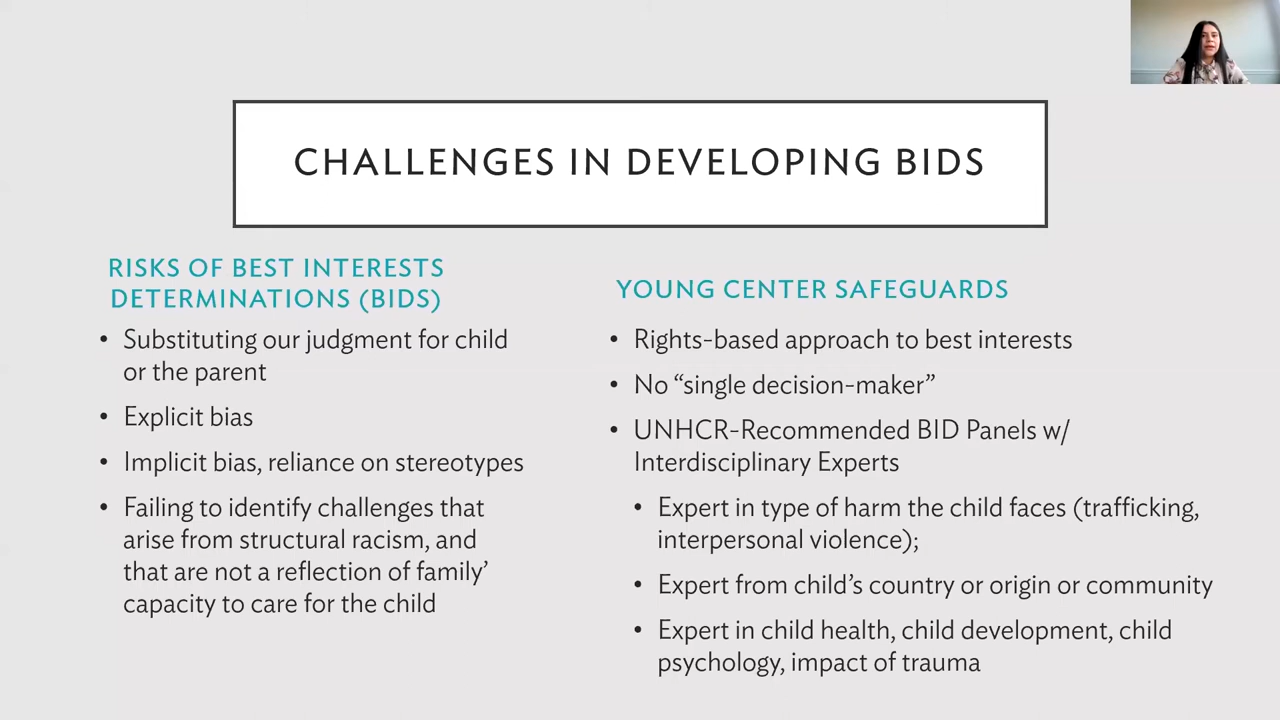 CHALLENGES IN DEVELOPING BIDS
RISKS OF BEST INTERESTS
DETERMINATIONS (BIDS)
• Substituting our judgment for child
or the parent
• Explicit bias
• Implicit bias, reliance on stereotypes
• Failing to identify challenges that
arise from structural racism, and
that are not a reflection of family’
capacity to care for the child
YOUNG CENTER SAFEGUARDS
• Rights-based approach to best interests
• No “single decision-maker”
• UNHCR-Recommended BID Panels w/
Interdisciplinary Experts
• Expert in type of harm the child faces (trafficking,
interpersonal violence);
• Expert from child’s country or origin or community
• Expert in child health, child development, child
psychology, impact of trauma